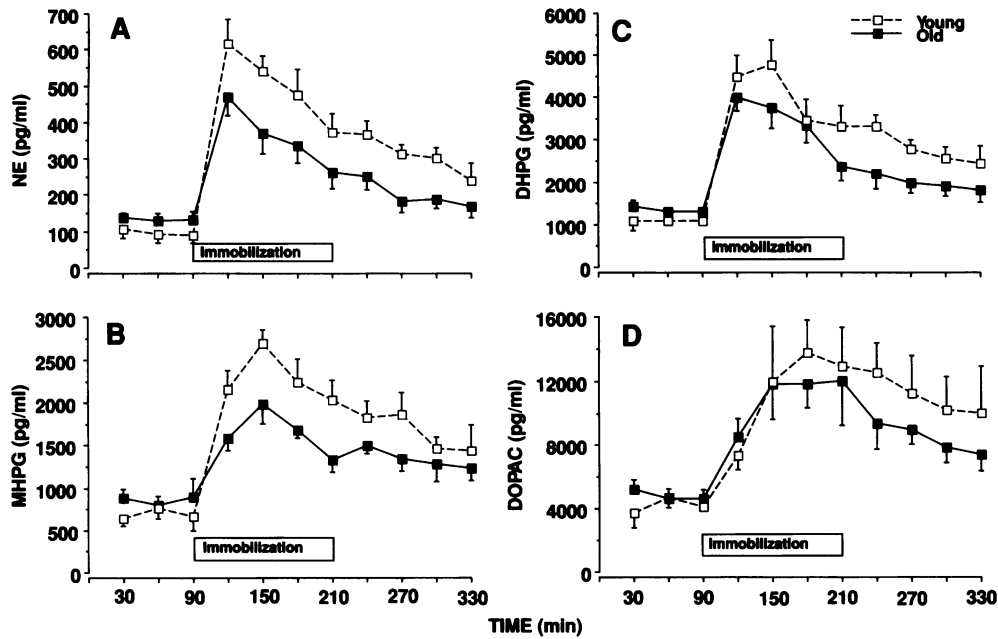 A
NE (pg/ml)
700
600
500
400
300
200
100
0
Immobilization
C
DHPG (pg/ml)
6000
5000
4000
3000
2000
1000
0
Immobilization
Young
Old
B
MHPG (pg/ml)
3000
2500
2000
1500
1000
500
0
Immobilization
30 90 150 210 270 330
D
DOPAC (pg/ml)
16000
12000
8000
4000
0
Immobilization
30 90 150 210 270 330
TIME (min)